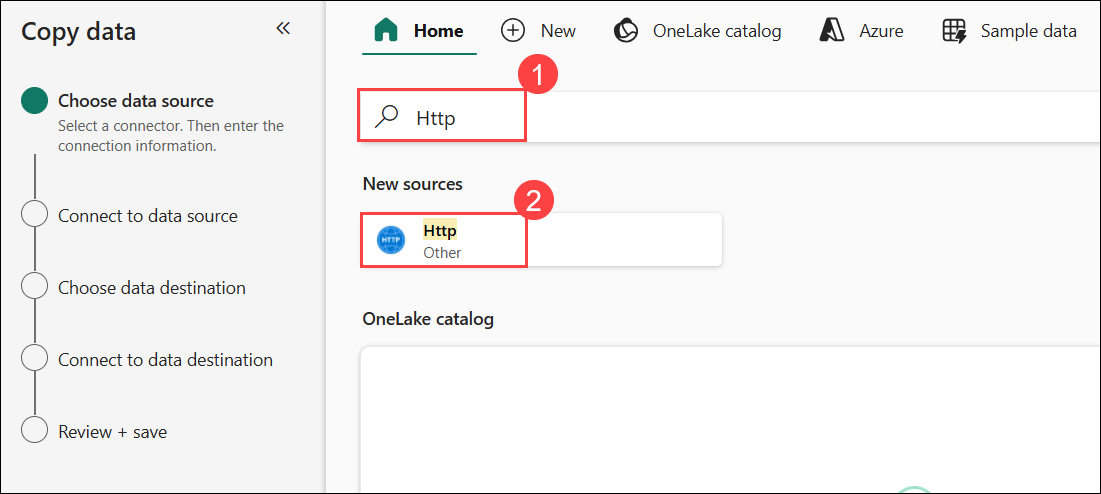 Copy data
Choose data source
Select a connector. Then enter the
connection information.
Connect to data source
Choose data destination
Connect to data destination
Review + save
Home
New
OneLake catalog
Azure
Sample data
1
Http
New sources
2
HTTP
Http
Other
OneLake catalog